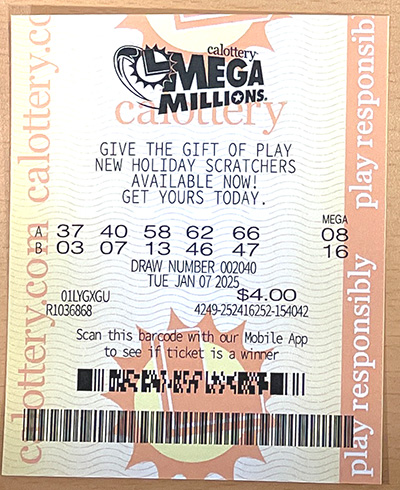 calottery
MEGA
MILLIONS.
calottery
GIVE THE GIFT OF PLAY
NEW HOLIDAY SCRATCHERS
AVAILABLE NOW!
GET YOURS TODAY.
MEGA
A 37 40 58 62 66 08
B 03 07 13 46 47 16
DRAW NUMBER 002040
TUE JAN 07 2025
01LYGXGU $4.00
R1036868 4249-252416252-154042
Scan this barcode with our Mobile App
to see if ticket is a winner
calottery.com calottery.co
play responsibly play responsibl